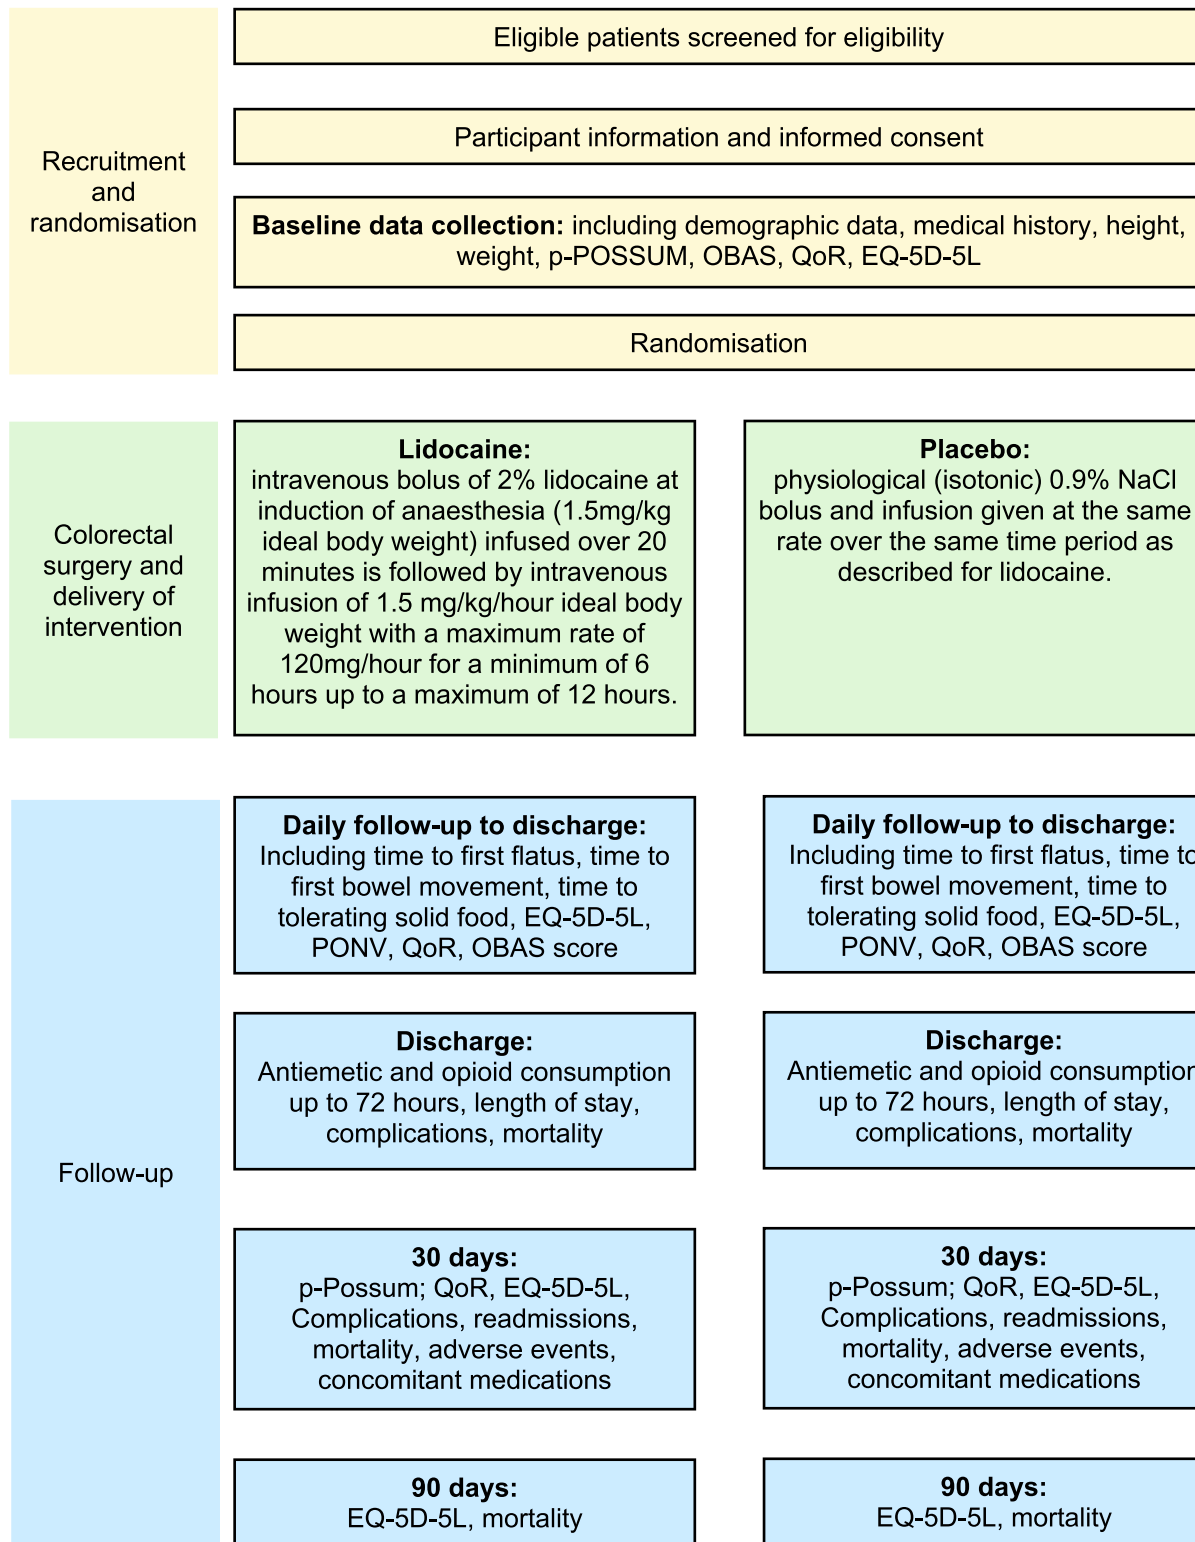 Eligible patients screened for eligibility
Participant information and informed consent
Recruitment
and
randomisation
Baseline data collection: including demographic data, medical history, height,
weight, p-POSSUM, OBAS, QoR, EQ-5D-5L
Randomisation
Colorectal
surgery and
delivery of
intervention
Lidocaine:
intravenous bolus of 2% lidocaine at
induction of anaesthesia (1.5mg/kg
ideal body weight) infused over 20
minutes is followed by intravenous
infusion of 1.5 mg/kg/hour ideal body
weight with a maximum rate of
120mg/hour for a minimum of 6
hours up to a maximum of 12 hours.
Placebo:
physiological (isotonic) 0.9% NaCl
bolus and infusion given at the same
rate over the same time period as
described for lidocaine.
Follow-up
Daily follow-up to discharge:
Including time to first flatus, time to
first bowel movement, time to
tolerating solid food, EQ-5D-5L,
PONV, QoR, OBAS score
Daily follow-up to discharge:
Including time to first flatus, time to
first bowel movement, time to
tolerating solid food, EQ-5D-5L,
PONV, QoR, OBAS score
Discharge:
Antiemetic and opioid consumption
up to 72 hours, length of stay,
complications, mortality
Discharge:
Antiemetic and opioid consumption
up to 72 hours, length of stay,
complications, mortality
30 days:
p-Possum; QoR, EQ-5D-5L,
Complications, readmissions,
mortality, adverse events,
concomitant medications
30 days:
p-Possum; QoR, EQ-5D-5L,
Complications, readmissions,
mortality, adverse events,
concomitant medications
90 days:
EQ-5D-5L, mortality
90 days:
EQ-5D-5L, mortality